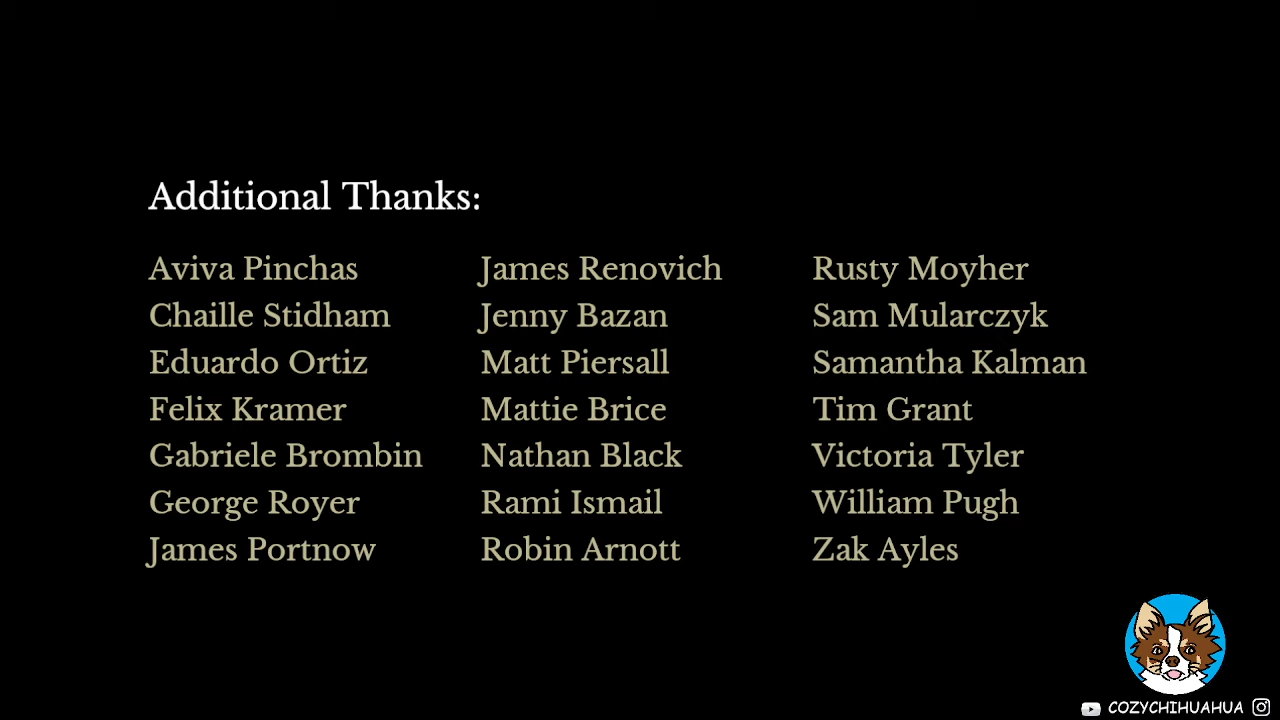 Additional Thanks:
Aviva Pinchas
Chaille Stidham
Eduardo Ortiz
Felix Kramer
Gabriele Brombin
George Royer
James Portnow
James Renovich
Jenny Bazan
Matt Piersall
Mattie Brice
Nathan Black
Rami Ismail
Robin Arnott
Rusty Moyher
Sam Mularczyk
Samantha Kalman
Tim Grant
Victoria Tyler
William Pugh
Zak Ayles
COZYCHIHUAHUA